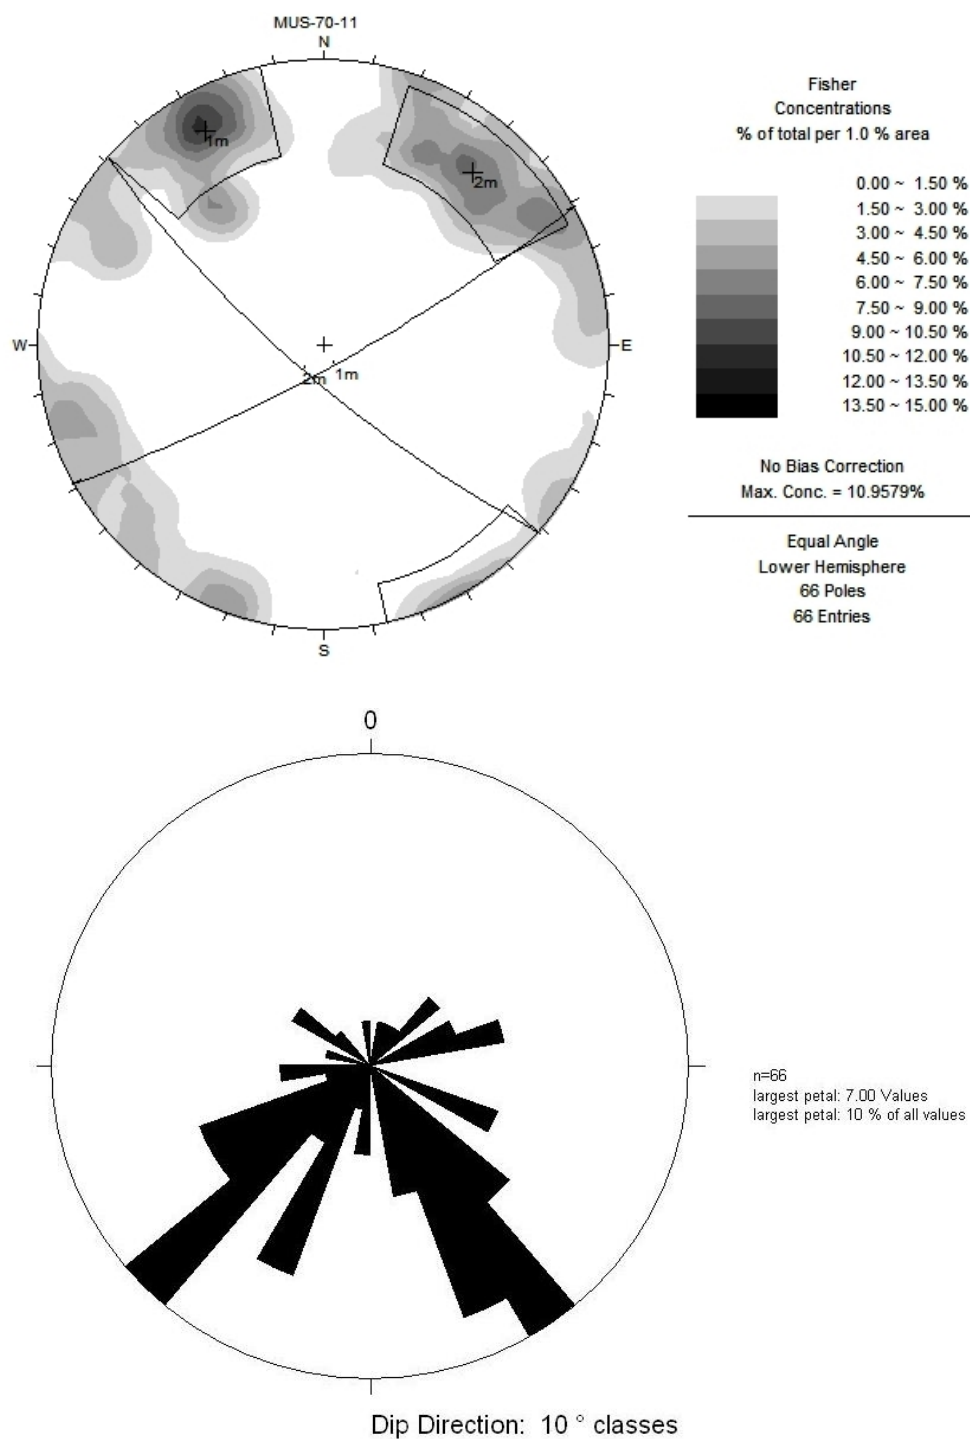 MUS-70-11
N
W
E
S
1m
2m
2m
1m
Fisher
Concentrations
% of total per 1.0 % area
0.00 ~ 1.50 %
1.50 ~ 3.00 %
3.00 ~ 4.50 %
4.50 ~ 6.00 %
6.00 ~ 7.50 %
7.50 ~ 9.00 %
9.00 ~ 10.50 %
10.50 ~ 12.00 %
12.00 ~ 13.50 %
13.50 ~ 15.00 %
No Bias Correction
Max. Conc. = 10.9579%
Equal Angle
Lower Hemisphere
66 Poles
66 Entries
0
n=66
largest petal: 7.00 Values
largest petal: 10 % of all values
Dip Direction: 10 ° classes